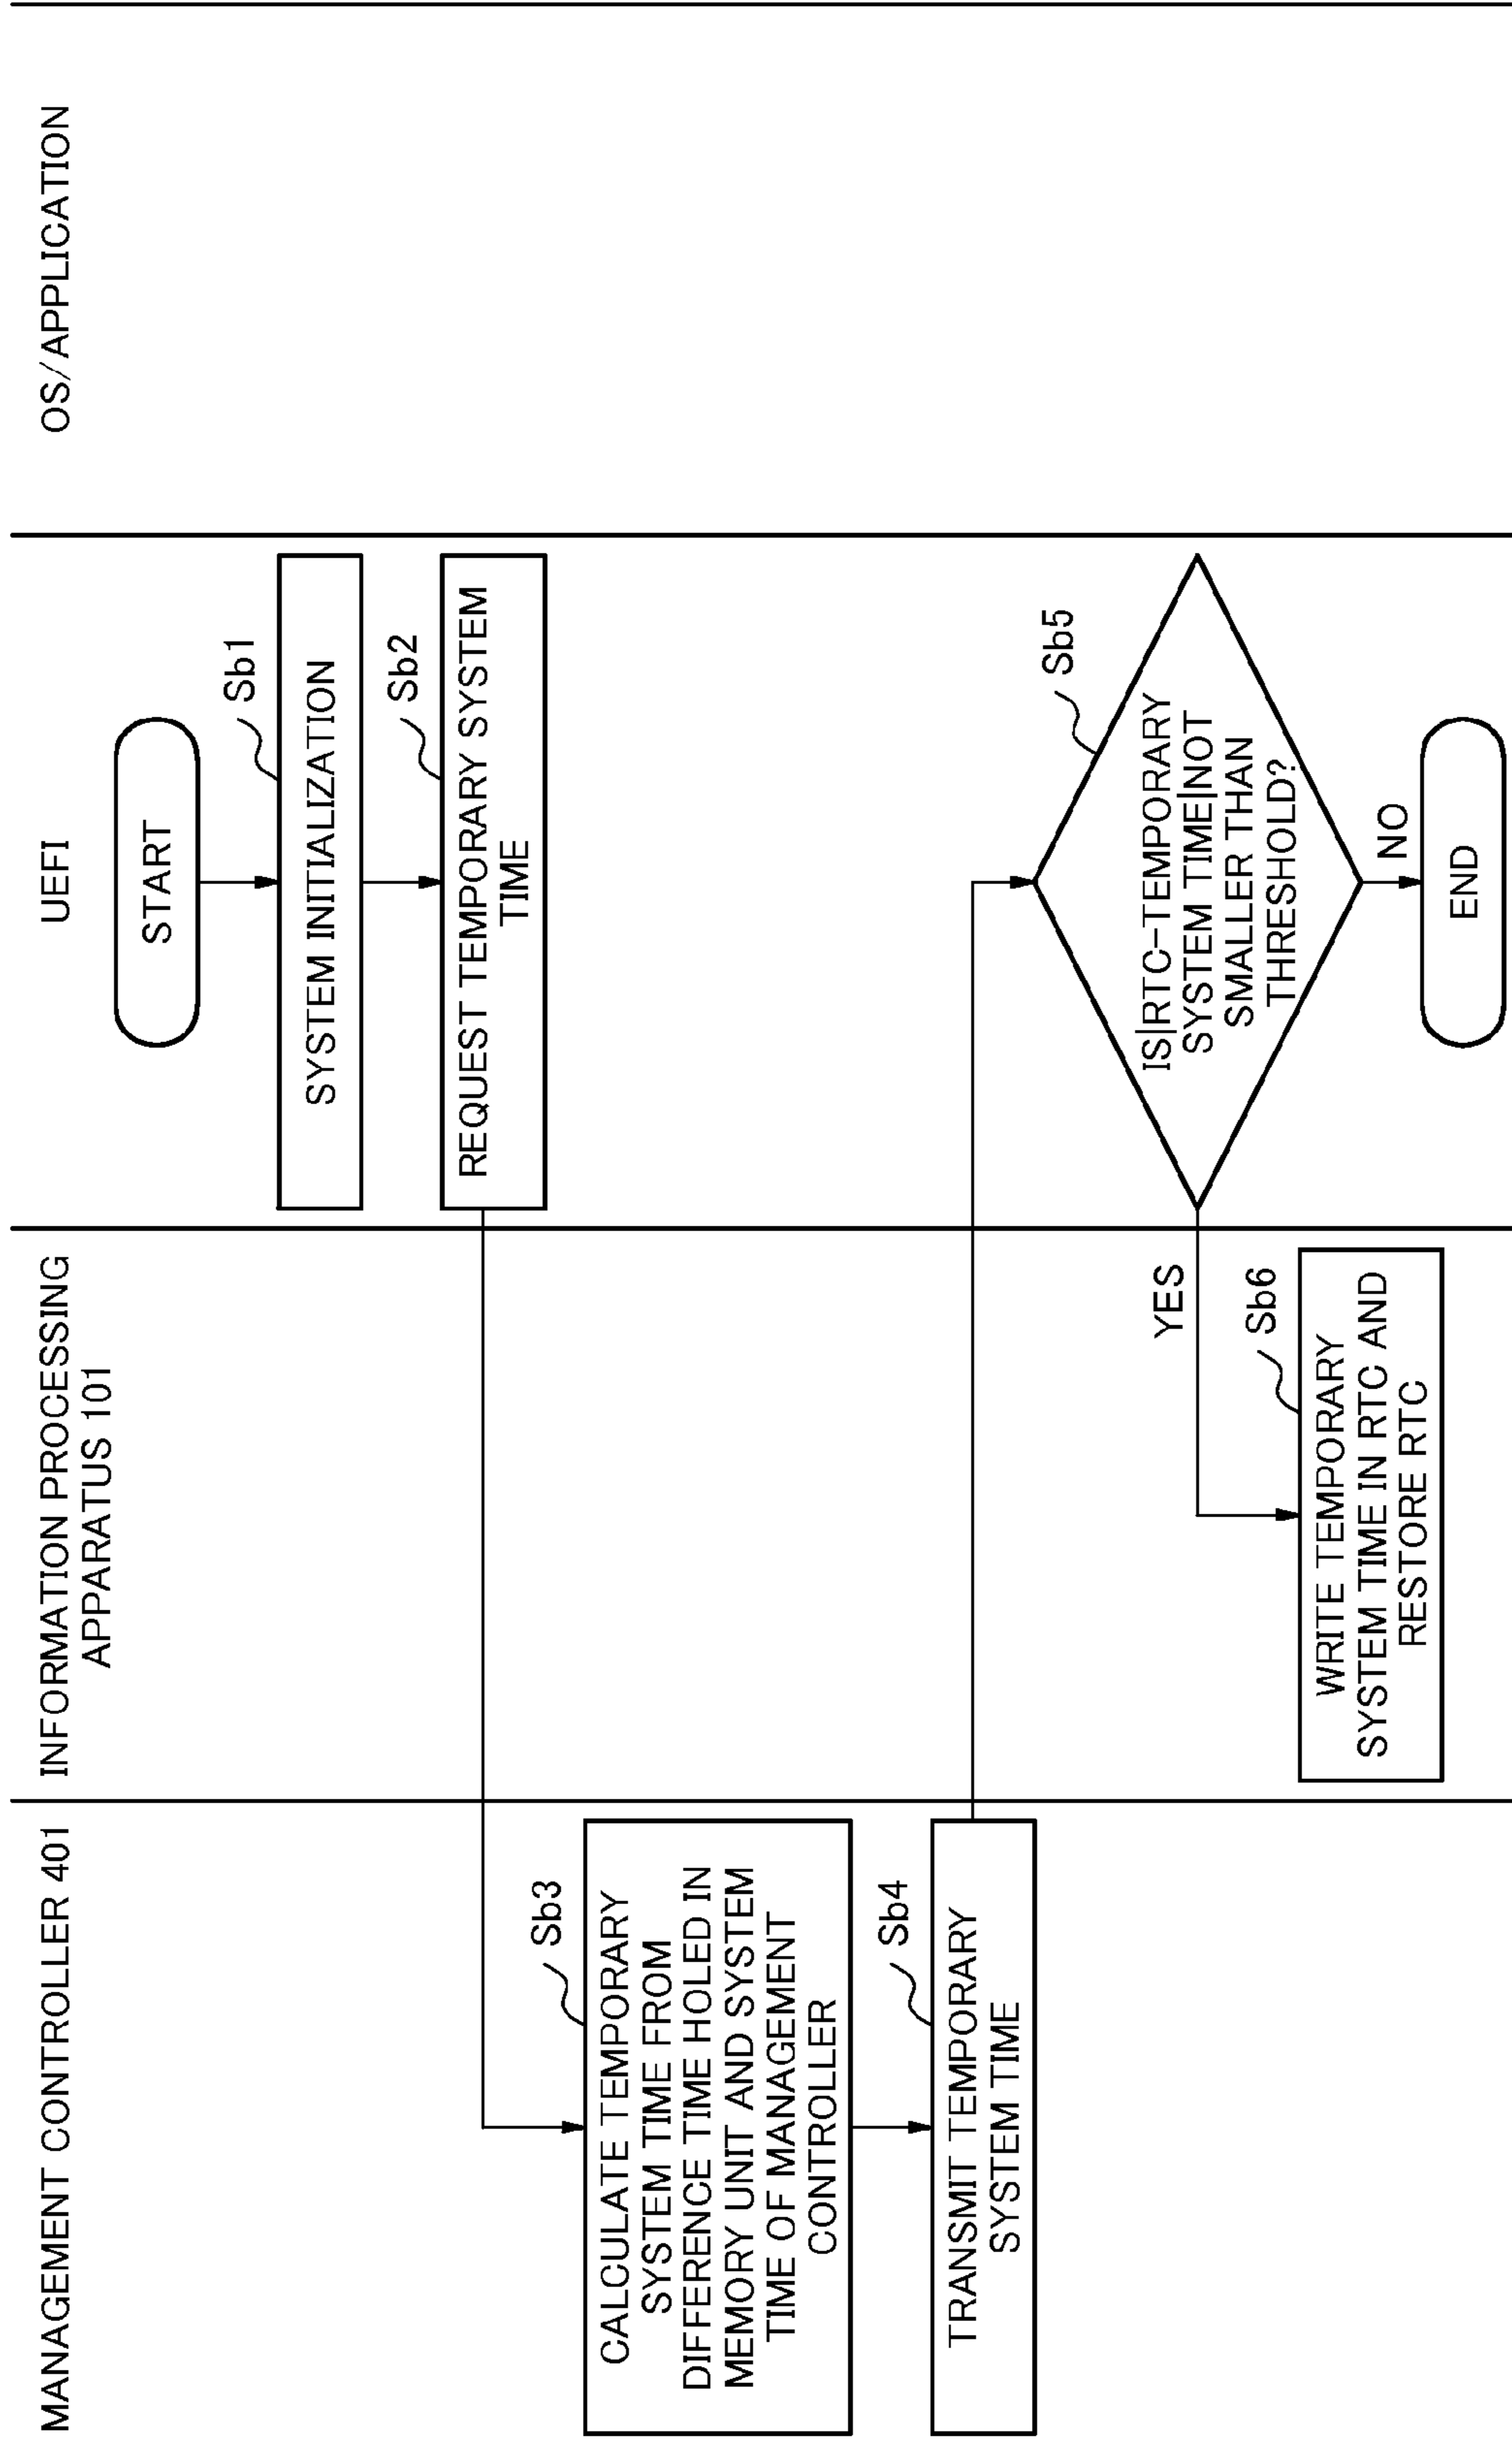 MANAGEMENT CONTROLLER 401
INFORMATION PROCESSING
APPARATUS 101
UEFI
OS/APPLICATION
START
Sb1
SYSTEM INITIALIZATION
Sb2
REQUEST TEMPORARY SYSTEM
TIME
Sb3
CALCULATE TEMPORARY
SYSTEM TIME FROM
DIFFERENCE TIME HOLED IN
MEMORY UNIT AND SYSTEM
TIME OF MANAGEMENT
CONTROLLER
Sb4
TRANSMIT TEMPORARY
SYSTEM TIME
Sb5
IS|RTC-TEMPORARY
SYSTEM TIME|NOT
SMALLER THAN
THRESHOLD?
YES
Sb6
WRITE TEMPORARY
SYSTEM TIME IN RTC AND
RESTORE RTC
NO
END